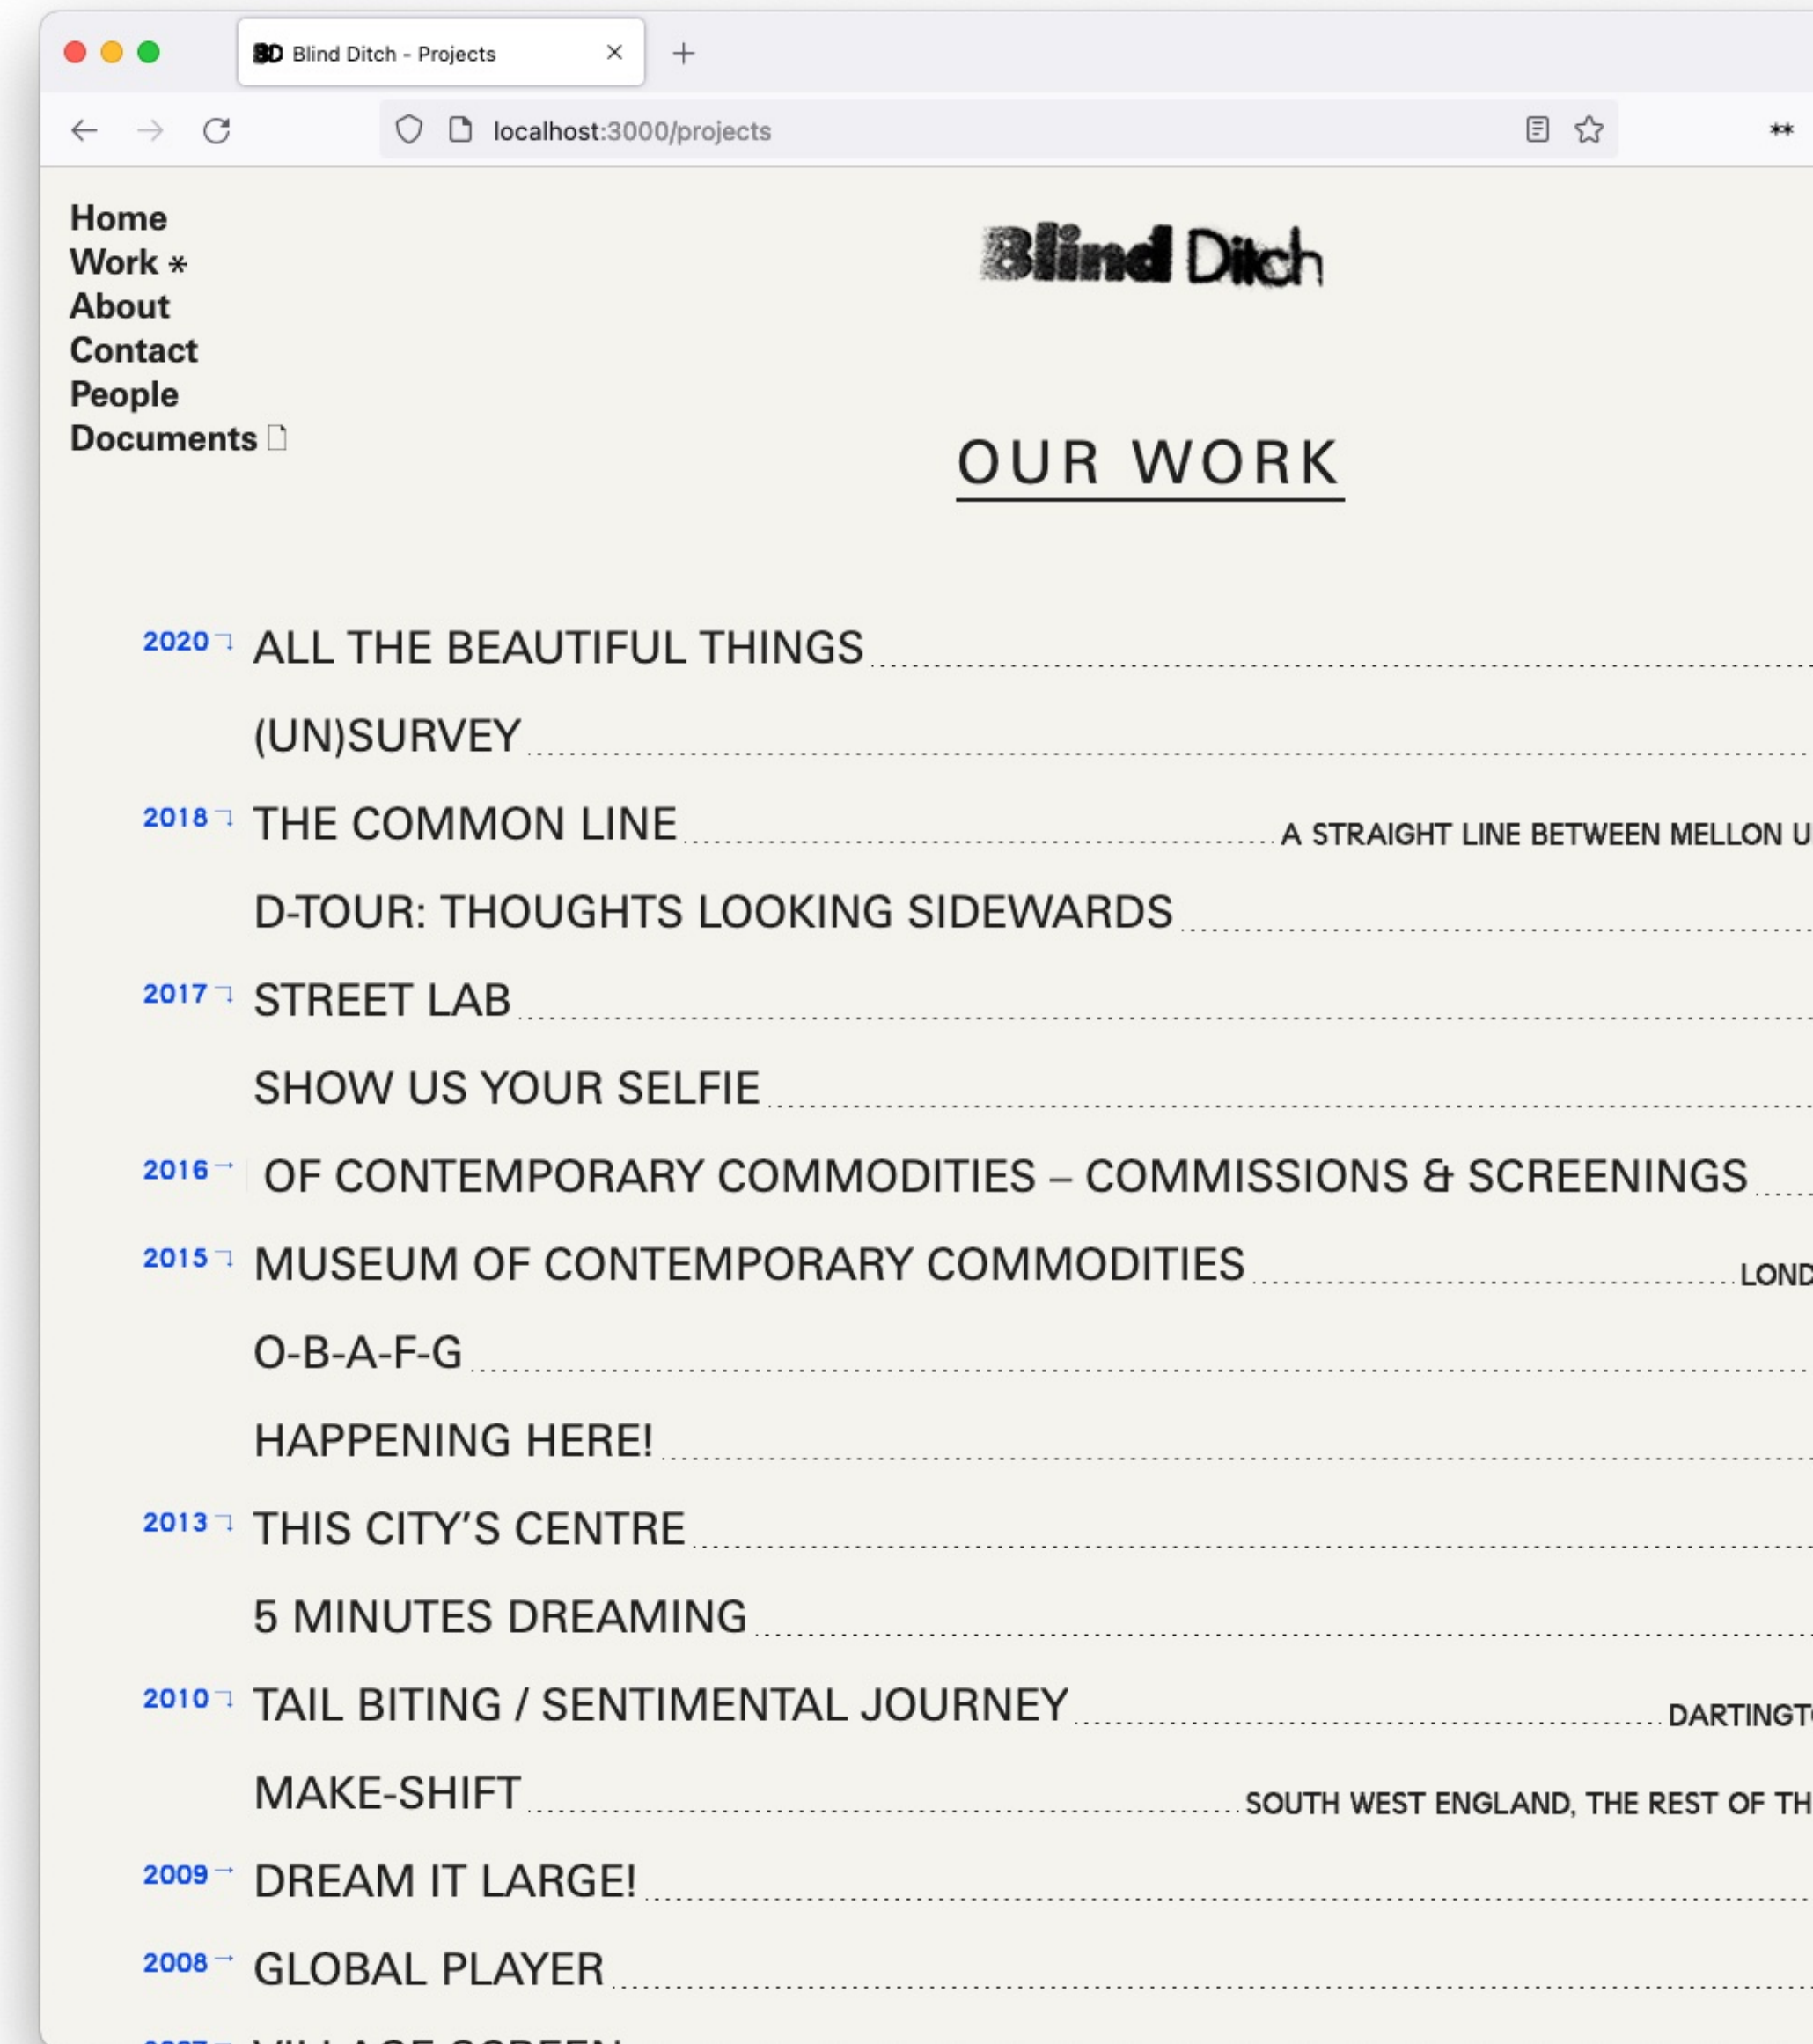 Blind Ditch - Projects
localhost:3000/projects
Home
Work *
About
Contact
People
Documents
Blind Ditch
OUR WORK
2020 ALL THE BEAUTIFUL THINGS
(UN)SURVEY
2018 THE COMMON LINE A STRAIGHT LINE BETWEEN MELLON U
D-TOUR: THOUGHTS LOOKING SIDEWARDS
2017 STREET LAB
SHOW US YOUR SELFIE
2016 OF CONTEMPORARY COMMODITIES – COMMISSIONS & SCREENINGS
2015 MUSEUM OF CONTEMPORARY COMMODITIES LOND
O-B-A-F-G
HAPPENING HERE!
2013 THIS CITY’S CENTRE
5 MINUTES DREAMING
2010 TAIL BITING / SENTIMENTAL JOURNEY DARTINGTO
MAKE-SHIFT SOUTH WEST ENGLAND, THE REST OF TH
2009 DREAM IT LARGE!
2008 GLOBAL PLAYER